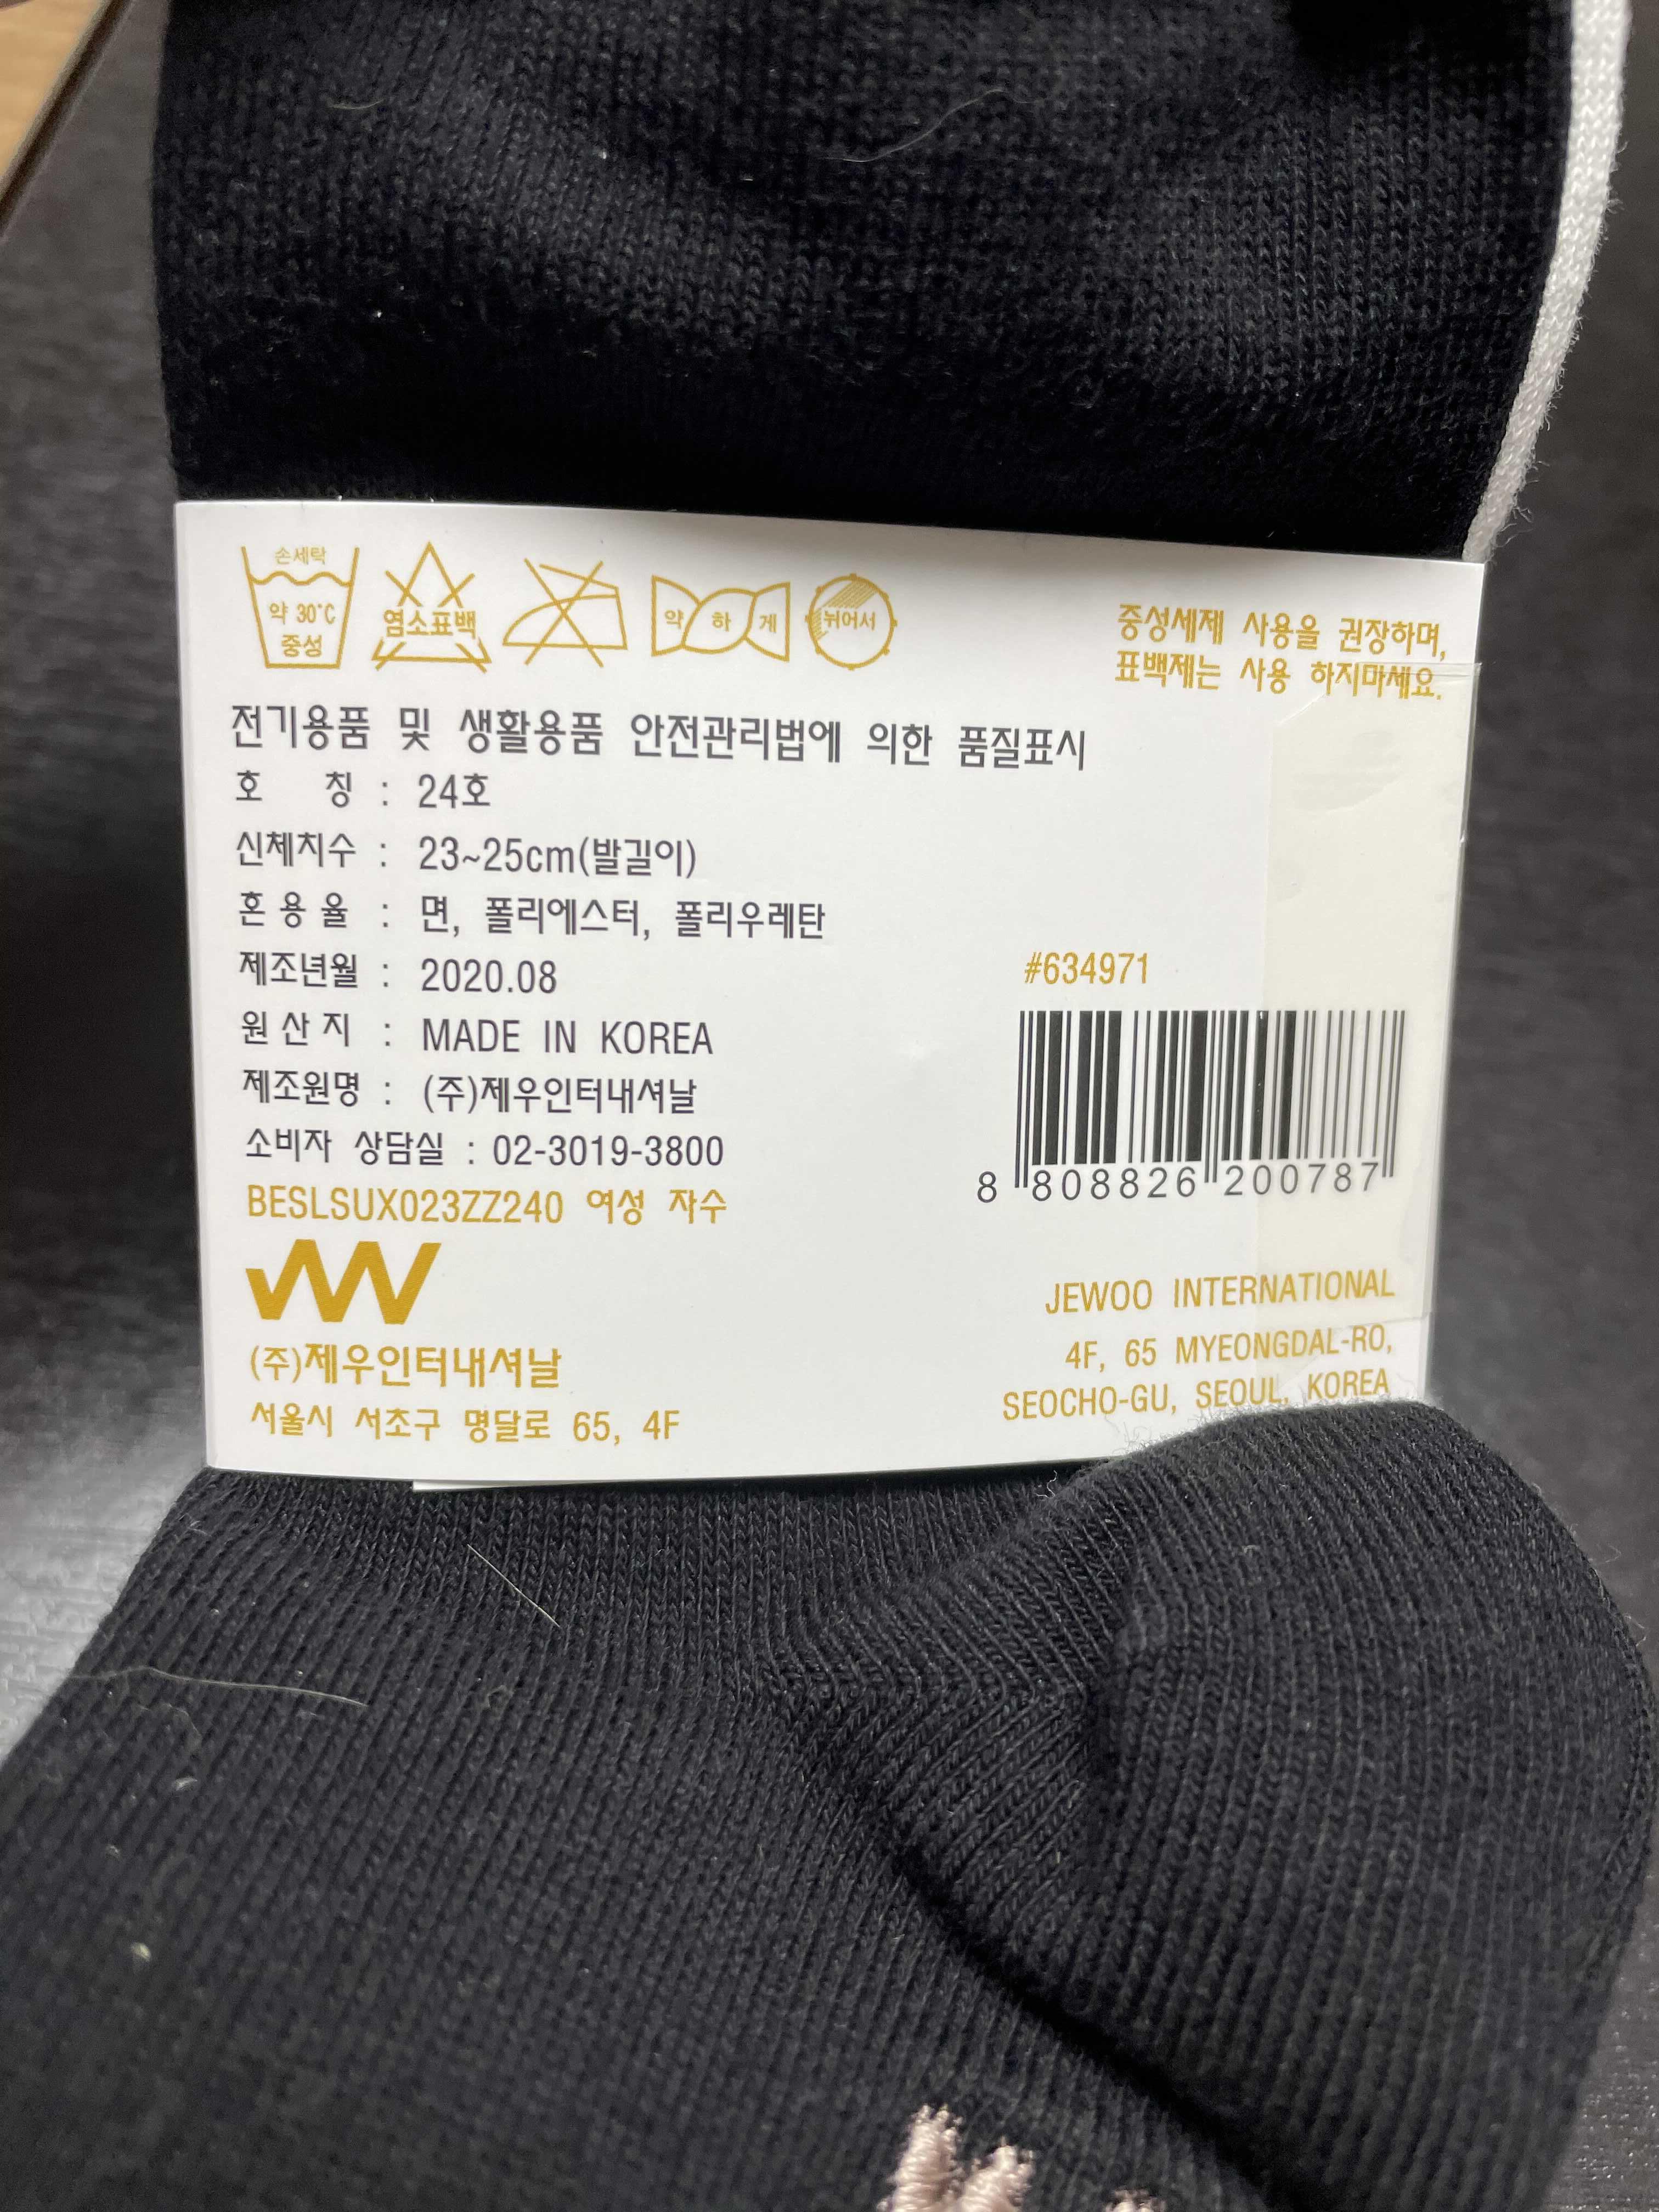 손세탁
약 30°C
중성
염소표백
약 하 게
뉘어서
중성세제 사용을 권장하며,
표백제는 사용 하지마세요.
전기용품 및 생활용품 안전관리법에 의한 품질표시
호 칭 : 24호
신체치수 : 23~25cm(발길이)
혼용율 : 면, 폴리에스터, 폴리우레탄
제조년월 : 2020.08
원산지 : MADE IN KOREA
제조원명 : (주)제우인터내셔날
소비자 상담실 : 02-3019-3800
BESLSUX023ZZ240 여성 자수
#634971
8 808826 200787
(주)제우인터내셔날
서울시 서초구 명달로 65, 4F
JEWOO INTERNATIONAL
4F, 65 MYEONGDAL-RO,
SEOCHO-GU, SEOUL, KOREA